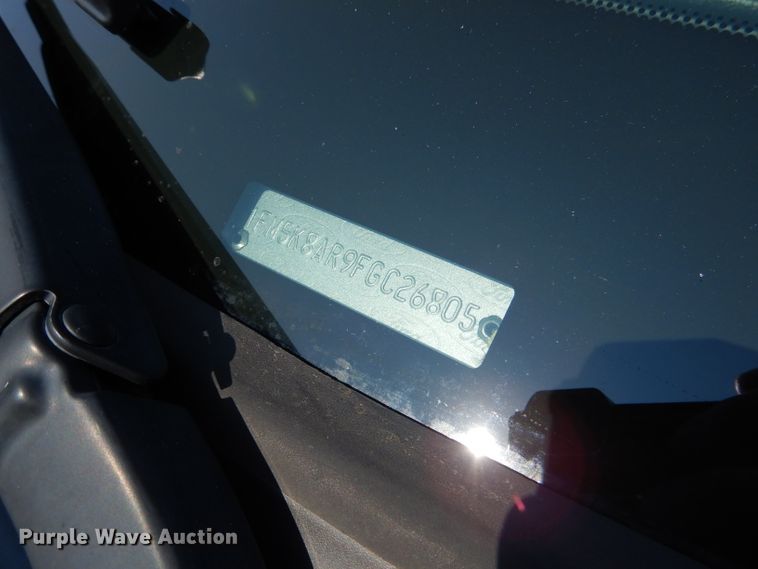 1FM5K8AR9FGC26805
Purple Wave Auction